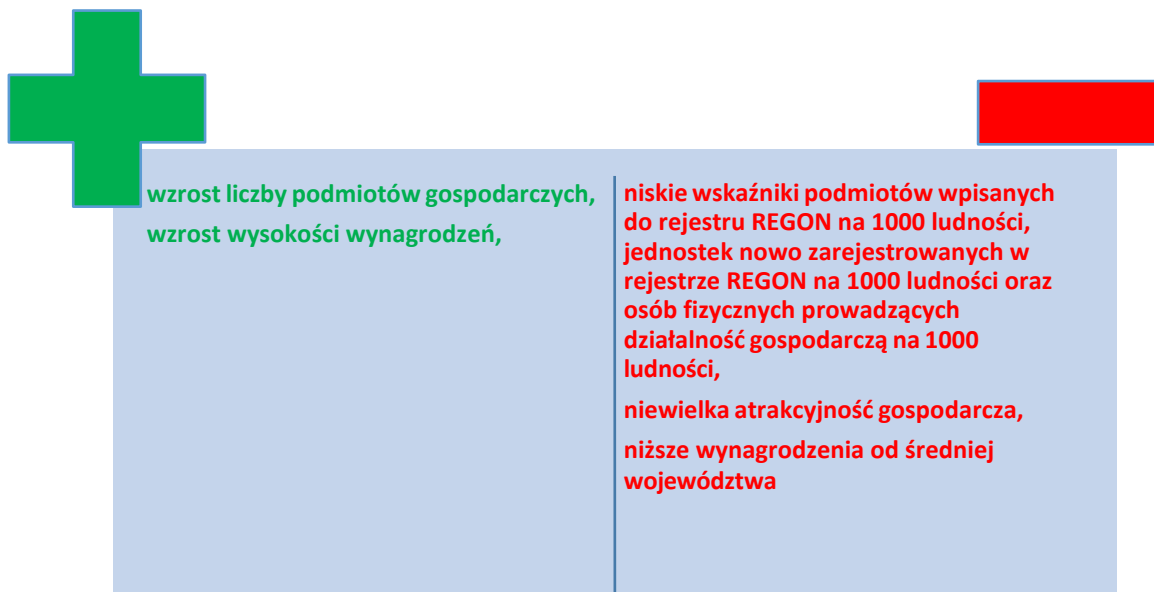 wzrost liczby podmiotów gospodarczych,
wzrost wysokości wynagrodzeń,
niskie wskaźniki podmiotów wpisanych
do rejestru REGON na 1000 ludności,
jednostek nowo zarejestrowanych w
rejestrze REGON na 1000 ludności oraz
osób fizycznych prowadzących
działalność gospodarczą na 1000
ludności,
niewielka atrakcyjność gospodarcza,
niższe wynagrodzenia od średniej
województwa